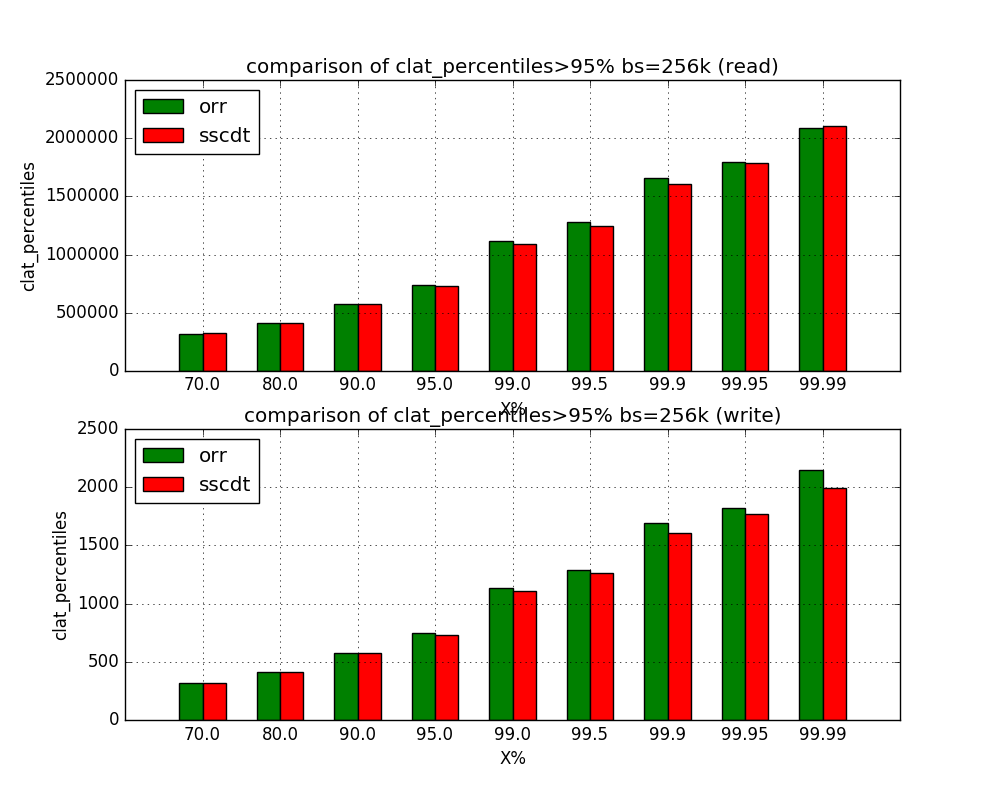 comparison of clat_percentiles>95% bs=256k (read)
2500000
2000000
1500000
1000000
500000
0
clat_percentiles
orr
sscdt
70.0 80.0 90.0 95.0 99.0 99.5 99.9 99.95 99.99
X%
comparison of clat_percentiles>95% bs=256k (write)
2500
2000
1500
1000
500
0
clat_percentiles
orr
sscdt
70.0 80.0 90.0 95.0 99.0 99.5 99.9 99.95 99.99
X%